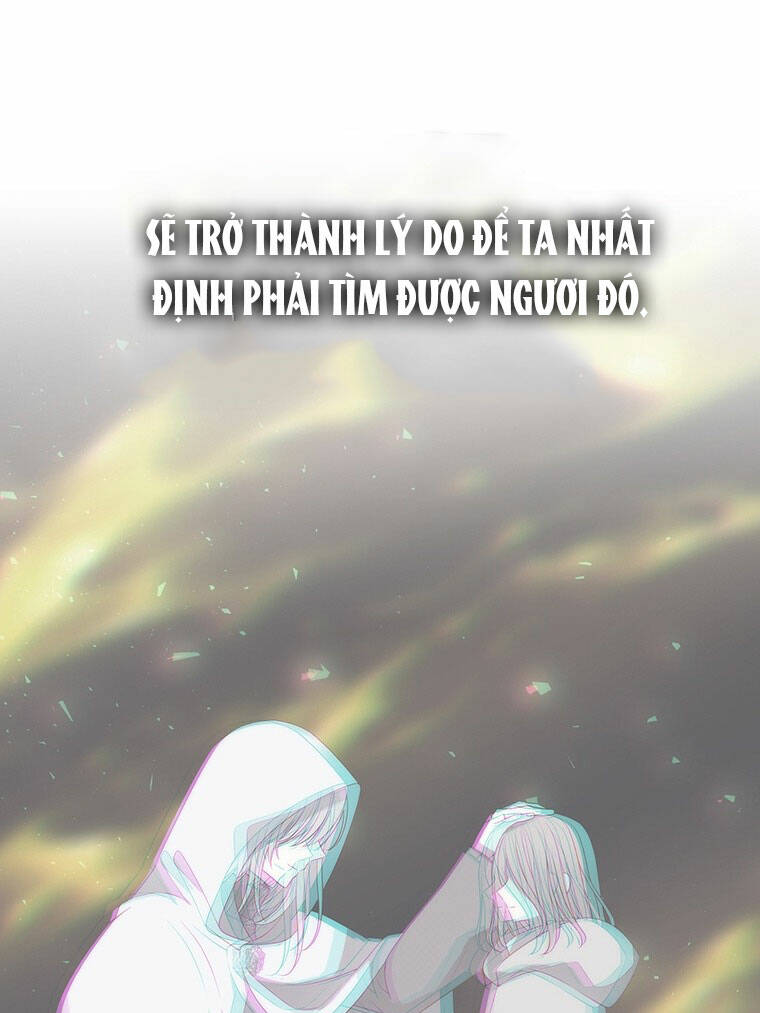 SẼ TRỞ THÀNH LÝ DO ĐỂ TA NHẤT
ĐỊNH PHẢI TÌM ĐƯỢC NGƯƠI ĐÓ.